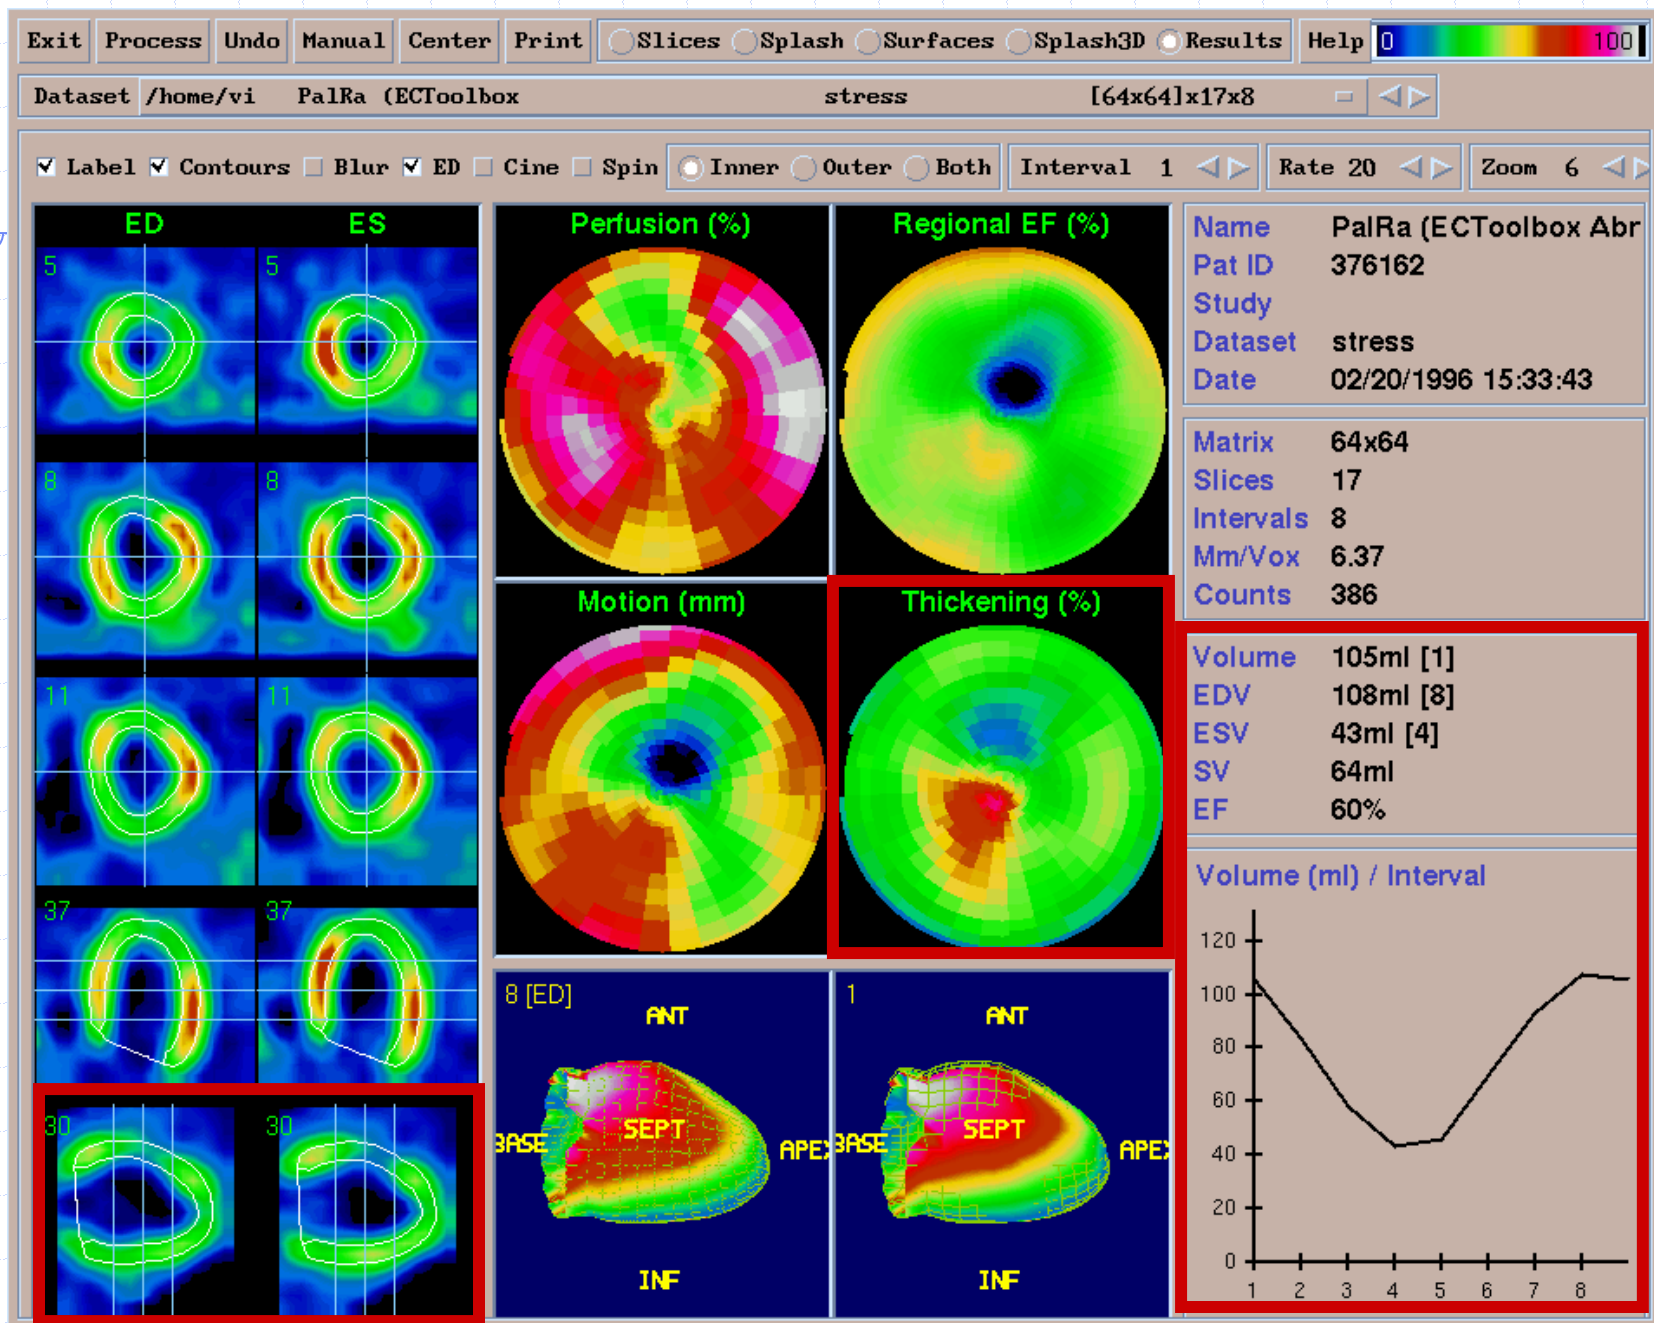 Exit Process Undo Manual Center Print Slices Splash Surfaces Splash3D Results Help 0 100
Dataset /home/vi PalRa (ECToolbox stress [64x64]x17x8
Label Contours Blur ED Cine Spin Inner Outer Both Interval 1 Rate 20 Zoom 6
ED ES
5 5
8 8
11 11
37 37
30 30
Perfusion (%) Regional EF (%)
Motion (mm) Thickening (%)
8 [ED] 1
ANT ANT
BASE SEPT APEX BASE SEPT APEX
INF INF
Name PalRa (ECToolbox Abr
Pat ID 376162
Study
Dataset stress
Date 02/20/1996 15:33:43
Matrix 64x64
Slices 17
Intervals 8
Mm/Vox 6.37
Counts 386
Volume 105ml [1]
EDV 108ml [8]
ESV 43ml [4]
SV 64ml
EF 60%
Volume (ml) / Interval
120
100
80
60
40
20
0
1 2 3 4 5 6 7 8